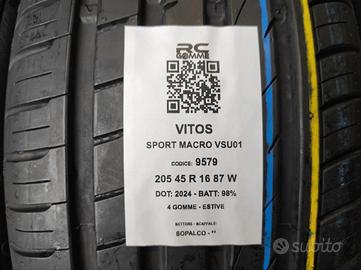 RC
GOMME
VITOS
SPORT MACRO VSU01
CODICE: 9579
205 45 R 16 87 W
DOT: 2024 - BATT: 98%
4 GOMME - ESTIVE
SETTORE - SCAFFALE:
SOPALCO - **
subito